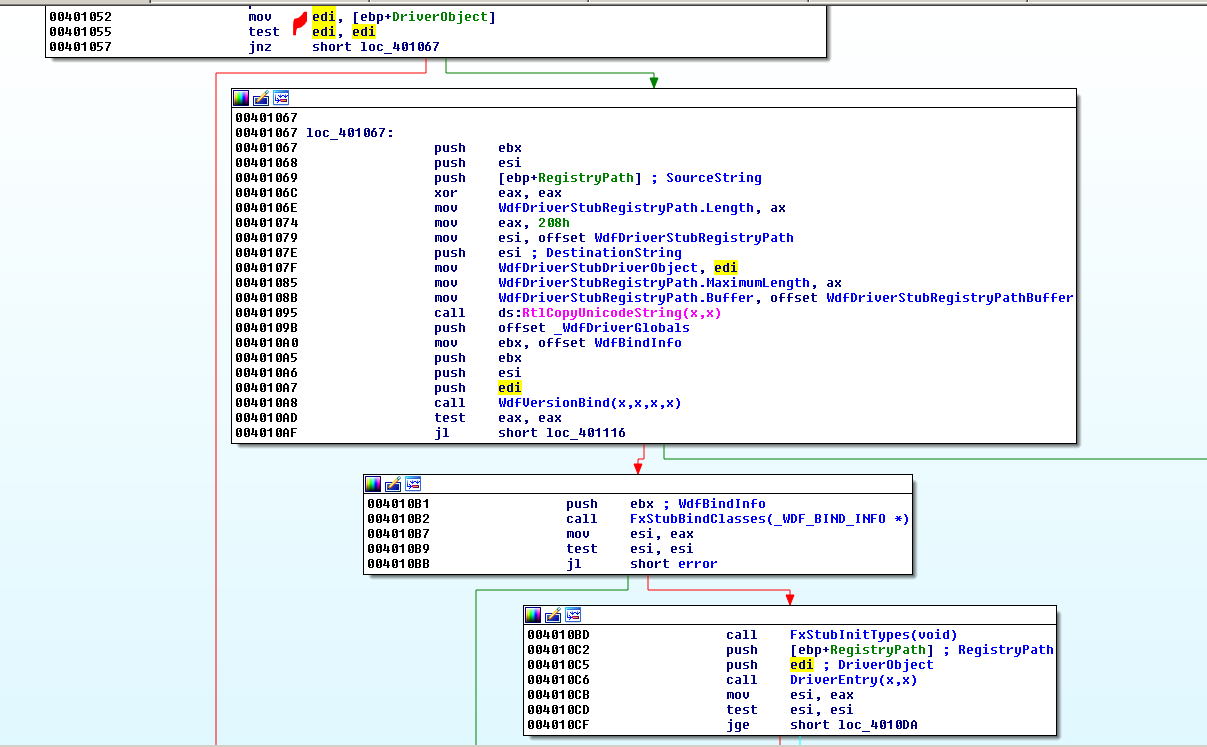 00401052 mov edi, [ebp+DriverObject]
00401055 test edi, edi
00401057 jnz short loc_401067
00401067
00401067 loc_401067:
00401067 push ebx
00401068 push esi
00401069 push [ebp+RegistryPath] ; SourceString
0040106C xor eax, eax
0040106E mov WdfDriverStubRegistryPath.Length, ax
00401074 mov eax, 208h
00401079 mov esi, offset WdfDriverStubRegistryPath
0040107E push esi ; DestinationString
0040107F mov WdfDriverStubDriverObject, edi
00401085 mov WdfDriverStubRegistryPath.MaximumLength, ax
0040108B mov WdfDriverStubRegistryPath.Buffer, offset WdfDriverStubRegistryPathBuffer
00401095 call ds:RtlCopyUnicodeString(x,x)
0040109B push offset _WdfDriverGlobals
004010A0 mov ebx, offset WdfBindInfo
004010A5 push ebx
004010A6 push esi
004010A7 push edi
004010A8 call WdfVersionBind(x,x,x,x)
004010AD test eax, eax
004010AF jl short loc_401116
004010B1 push ebx ; WdfBindInfo
004010B2 call FxStubBindClasses(_WDF_BIND_INFO *)
004010B7 mov esi, eax
004010B9 test esi, esi
004010BB jl short error
004010BD call FxStubInitTypes(void)
004010C2 push [ebp+RegistryPath] ; RegistryPath
004010C5 push edi ; DriverObject
004010C6 call DriverEntry(x,x)
004010CB mov esi, eax
004010CD test esi, esi
004010CF jge short loc_4010DA